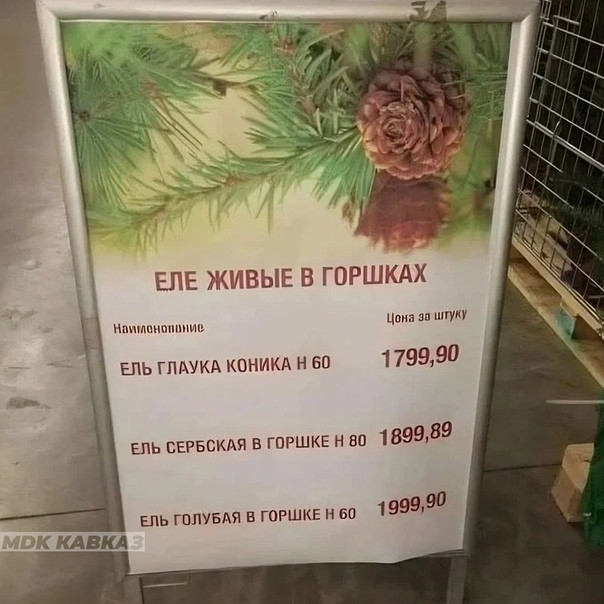 ЕЛЕ ЖИВЫЕ В ГОРШКАХ
Наименование Цена за штуку
ЕЛЬ ГЛАУКА КОНИКА Н 60 1799,90
ЕЛЬ СЕРБСКАЯ В ГОРШКЕ Н 80 1899,89
ЕЛЬ ГОЛУБАЯ В ГОРШКЕ Н 60 1999,90
MDK КАВКАЗ